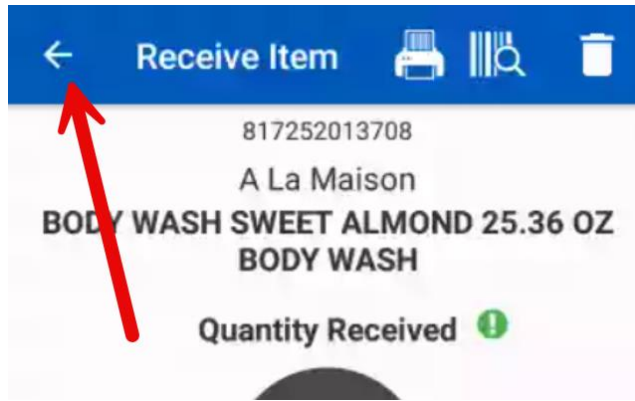 Receive Item
817252013708
A La Maison
BODY WASH SWEET ALMOND 25.36 OZ
BODY WASH
Quantity Received